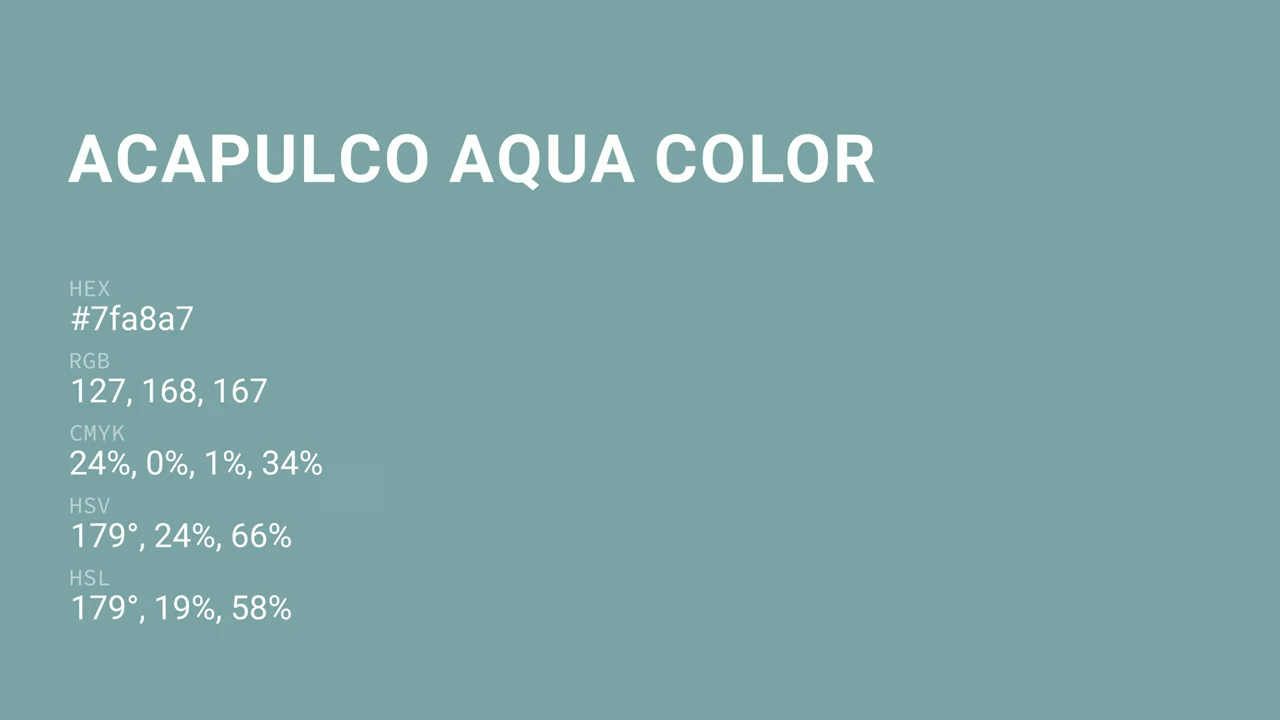 ACAPULCO AQUA COLOR
HEX
#7fa8a7
RGB
127, 168, 167
CMYK
24%, 0%, 1%, 34%
HSV
179°, 24%, 66%
HSL
179°, 19%, 58%